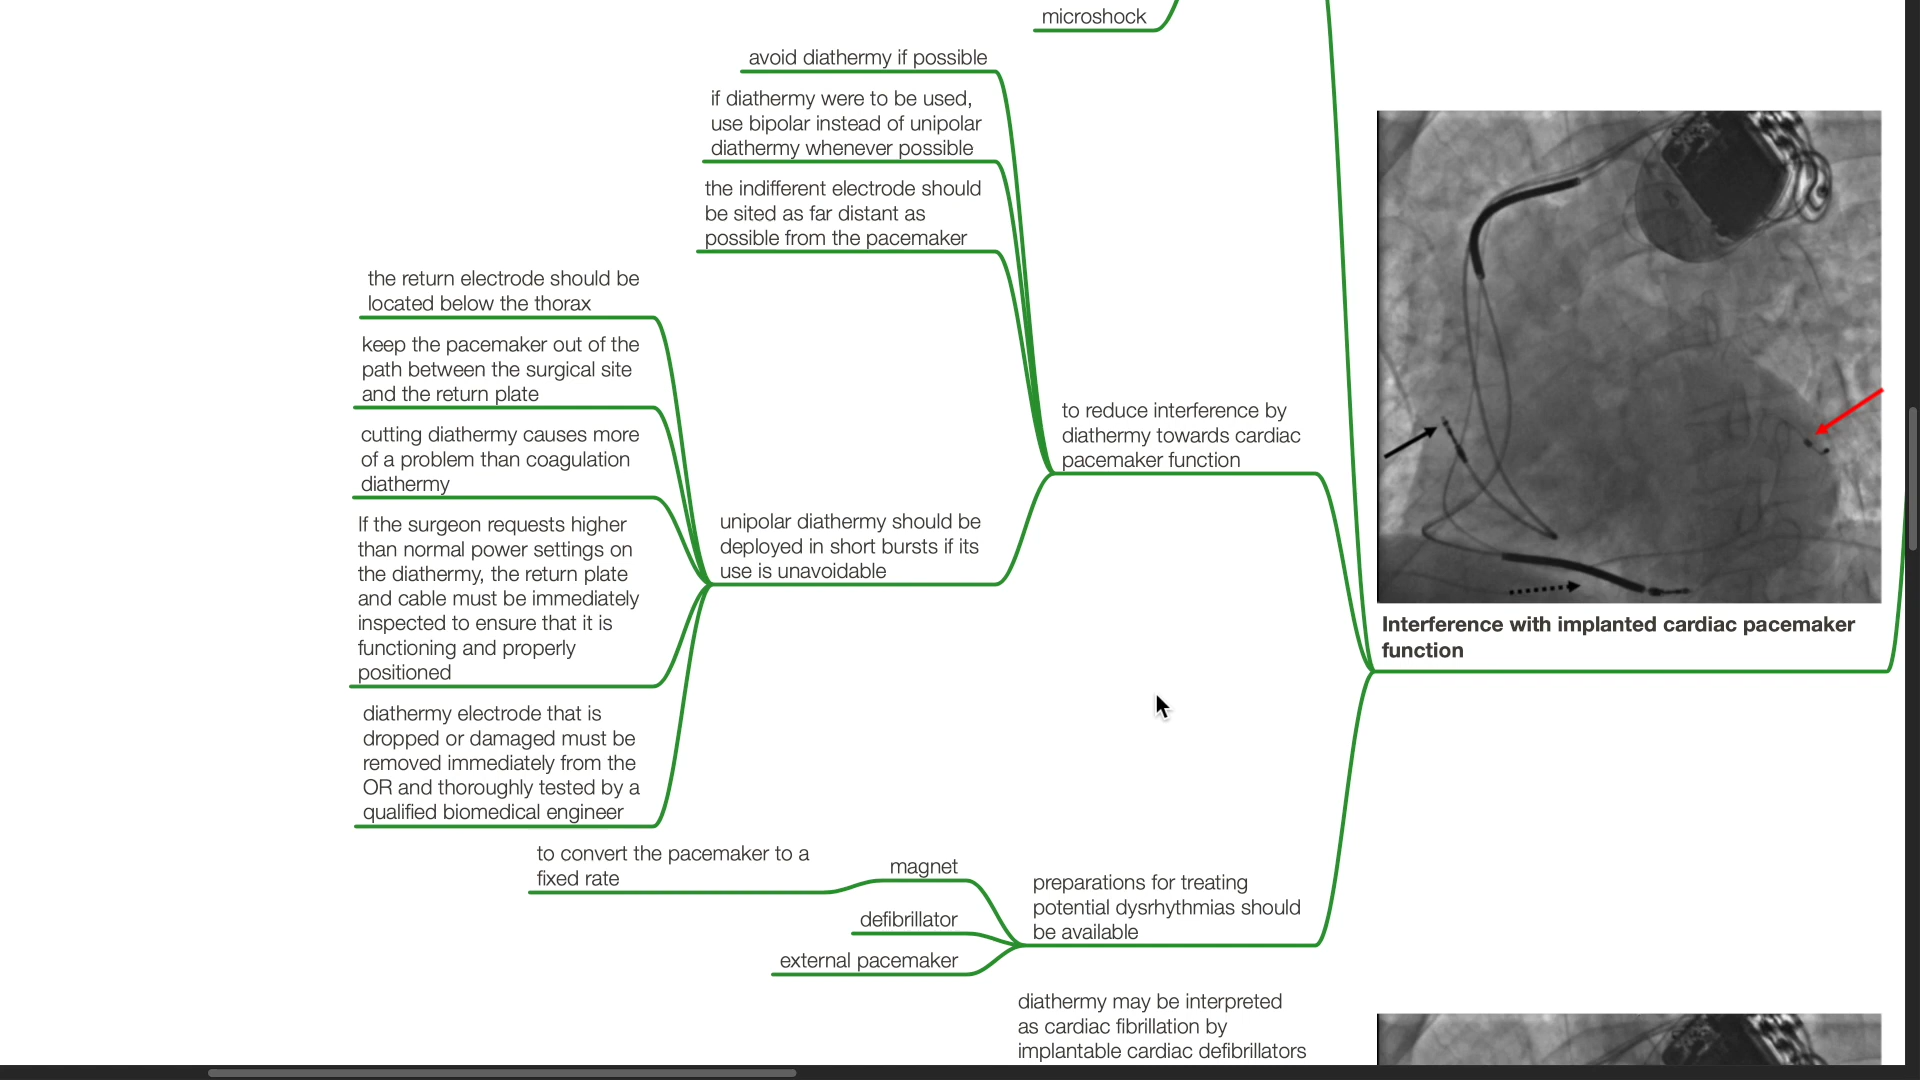 microshock
avoid diathermy if possible
if diathermy were to be used,
use bipolar instead of unipolar
diathermy whenever possible
the indifferent electrode should
be sited as far distant as
possible from the pacemaker
the return electrode should be
located below the thorax
keep the pacemaker out of the
path between the surgical site
and the return plate
cutting diathermy causes more
of a problem than coagulation
diathermy
If the surgeon requests higher
than normal power settings on
the diathermy, the return plate
and cable must be immediately
inspected to ensure that it is
functioning and properly
positioned
diathermy electrode that is
dropped or damaged must be
removed immediately from the
OR and thoroughly tested by a
qualified biomedical engineer
unipolar diathermy should be
deployed in short bursts if its
use is unavoidable
to reduce interference by
diathermy towards cardiac
pacemaker function
Interference with implanted cardiac pacemaker
function
to convert the pacemaker to a
fixed rate
magnet
defibrillator
external pacemaker
preparations for treating
potential dysrhythmias should
be available
diathermy may be interpreted
as cardiac fibrillation by
implantable cardiac defibrillators